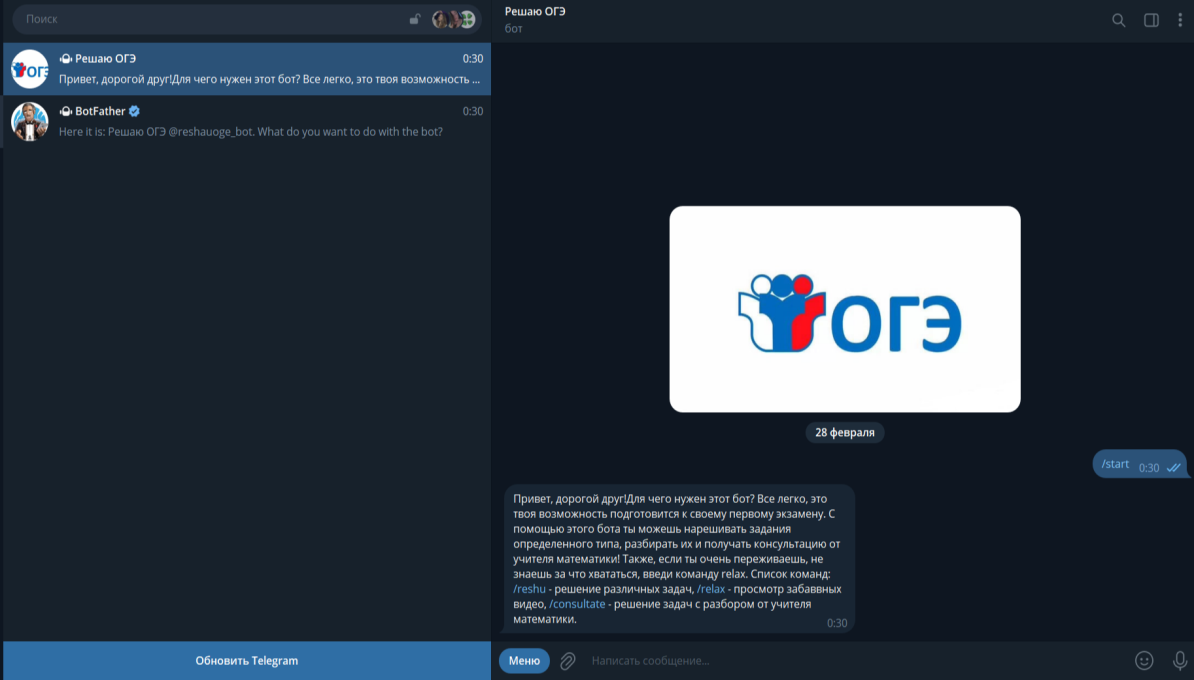 Поиск
Решаю ОГЭ
0:30
Привет, дорогой друг!Для чего нужен этот бот? Все легко, это твоя возможность ...
BotFather
0:30
Here it is: Решаю ОГЭ @reshauoge_bot. What do you want to do with the bot?
Обновить Telegram
Решаю ОГЭ
бот
ОГЭ
28 февраля
/start 0:30
Привет, дорогой друг!Для чего нужен этот бот? Все легко, это
твоя возможность подготовится к своему первому экзамену. С
помощью этого бота ты можешь нарешивать задания
определенного типа, разбирать их и получать консультацию от
учителя математики! Также, если ты очень переживаешь, не
знаешь за что хвататься, введи команду relax. Список команд:
/reshu - решение различных задач, /relax - просмотр забаввных
видео, /consultate - решение задач с разбором от учителя
математики.
0:30
Меню
Написать сообщение...